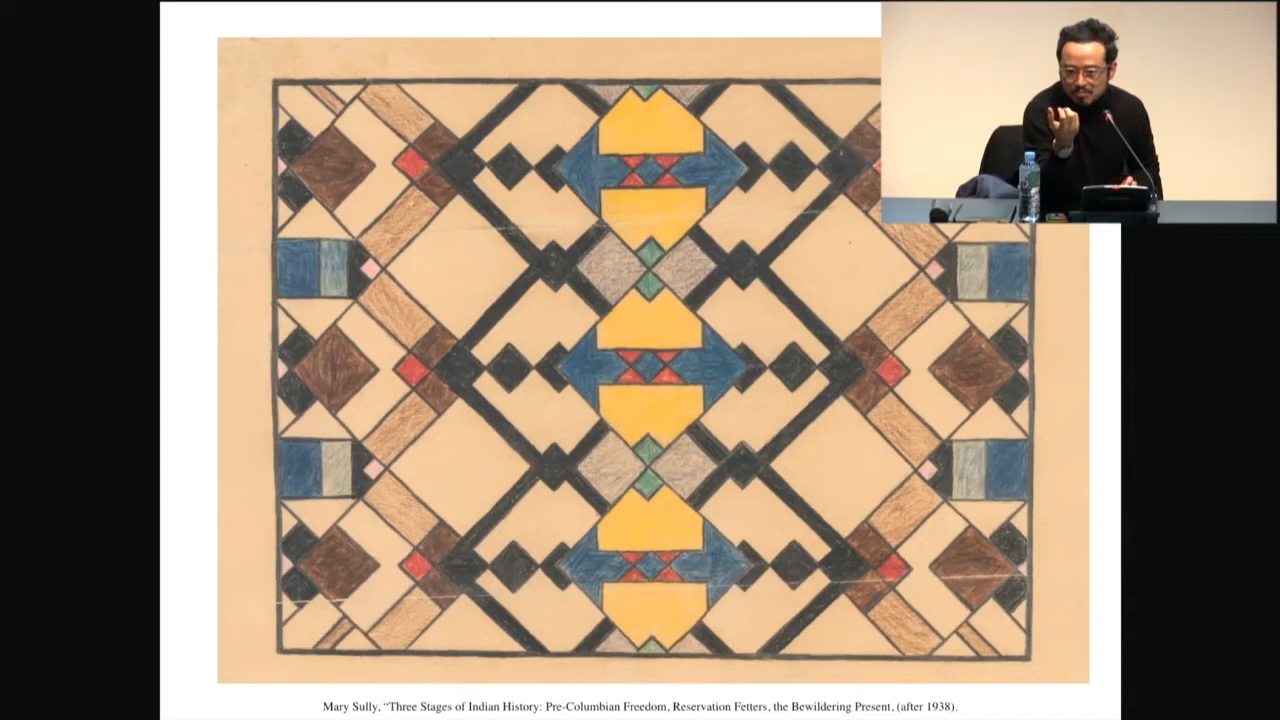 Mary Sully, “Three Stages of Indian History: Pre-Columbian Freedom, Reservation Fetters, the Bewildering Present, (after 1938).